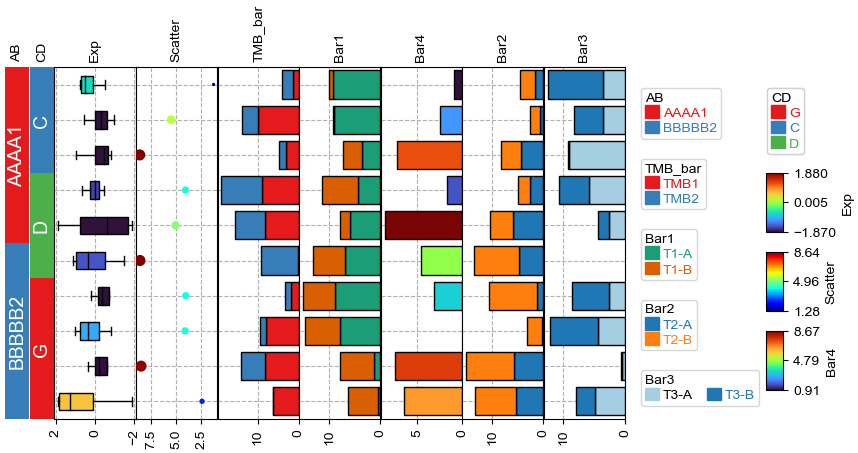 AB
CD
Exp
Scatter
TMB_bar
Bar1
Bar4
Bar2
Bar3
AAAA1
BBBBB2
C
D
G
2
0
−2
7.5
5.0
2.5
10
0
10
0
5
0
10
0
10
0
AB
AAAA1
BBBBB2
TMB_bar
TMB1
TMB2
Bar1
T1-A
T1-B
Bar2
T2-A
T2-B
Bar3
T3-A
T3-B
CD
G
C
D
1.880
0.005
−1.870
Exp
8.64
4.96
1.28
Scatter
8.67
4.79
0.91
Bar4